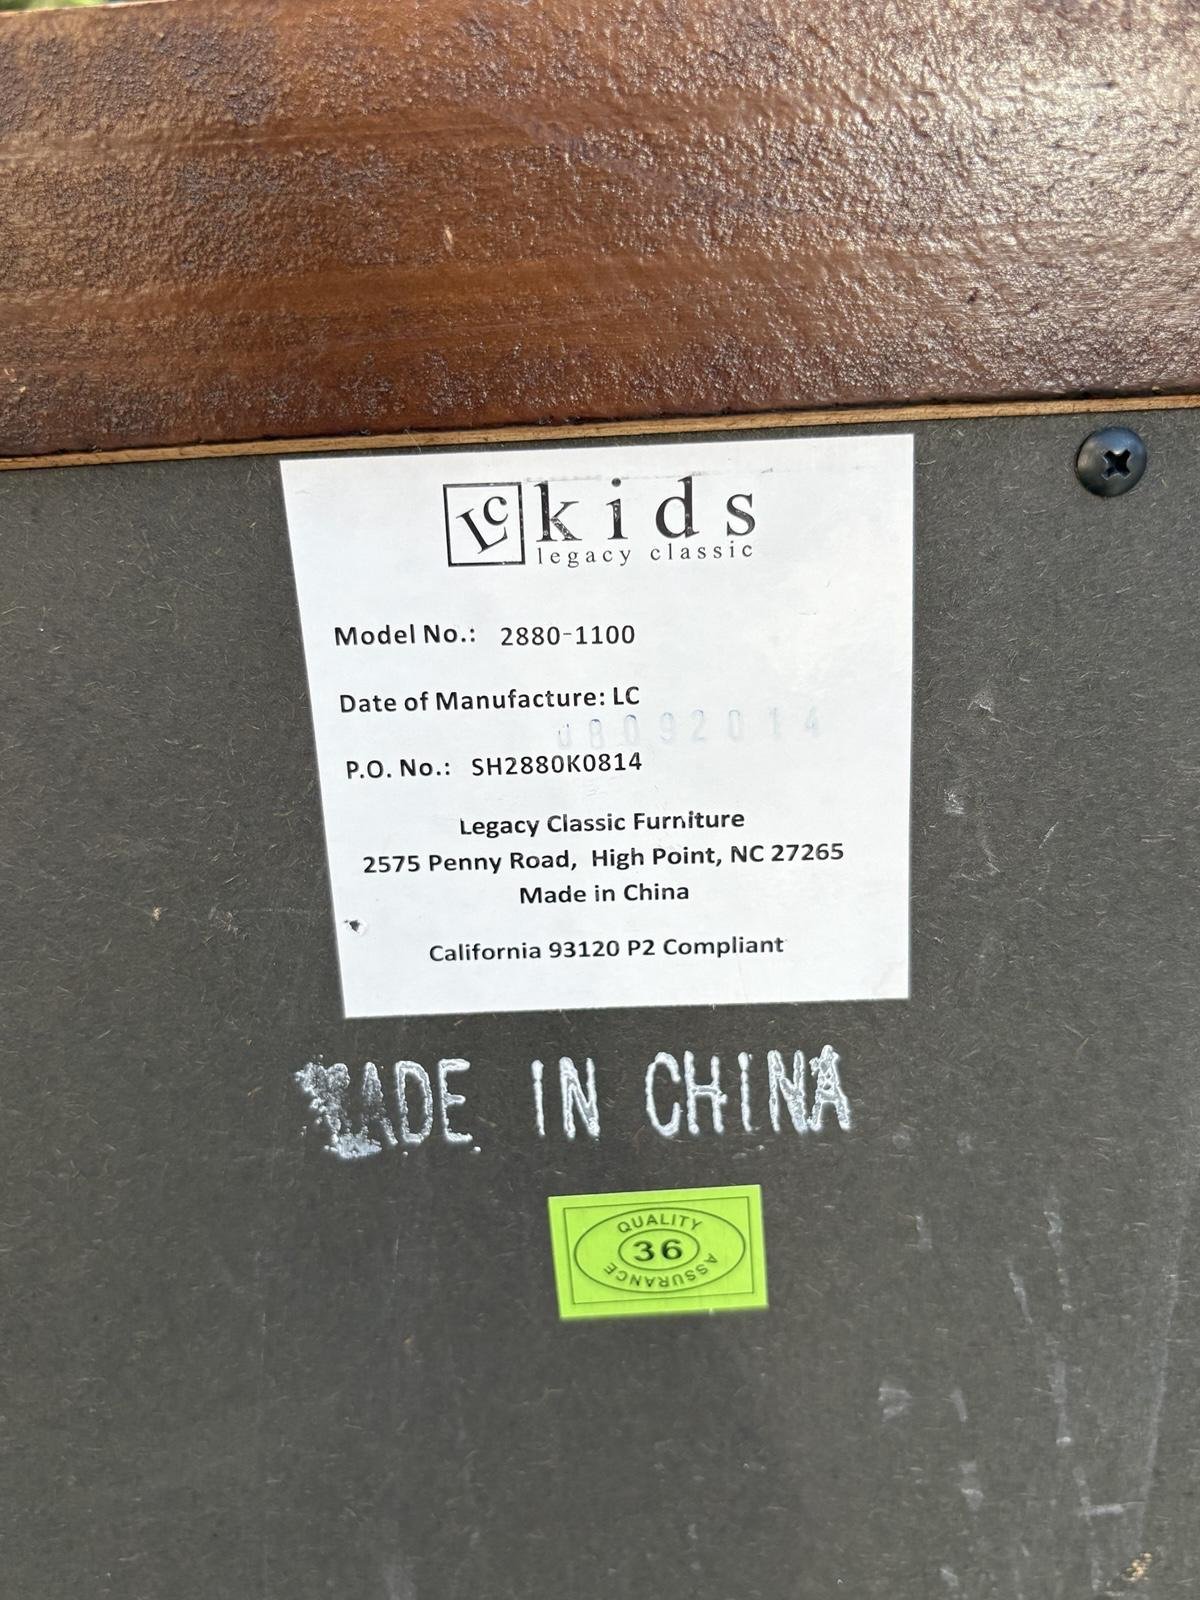 LC kids
legacy classic
Model No.: 2880-1100
Date of Manufacture: LC
08092014
P.O. No.: SH2880K0814
Legacy Classic Furniture
2575 Penny Road, High Point, NC 27265
Made in China
California 93120 P2 Compliant
MADE IN CHINA
QUALITY
36
ASSURANCE